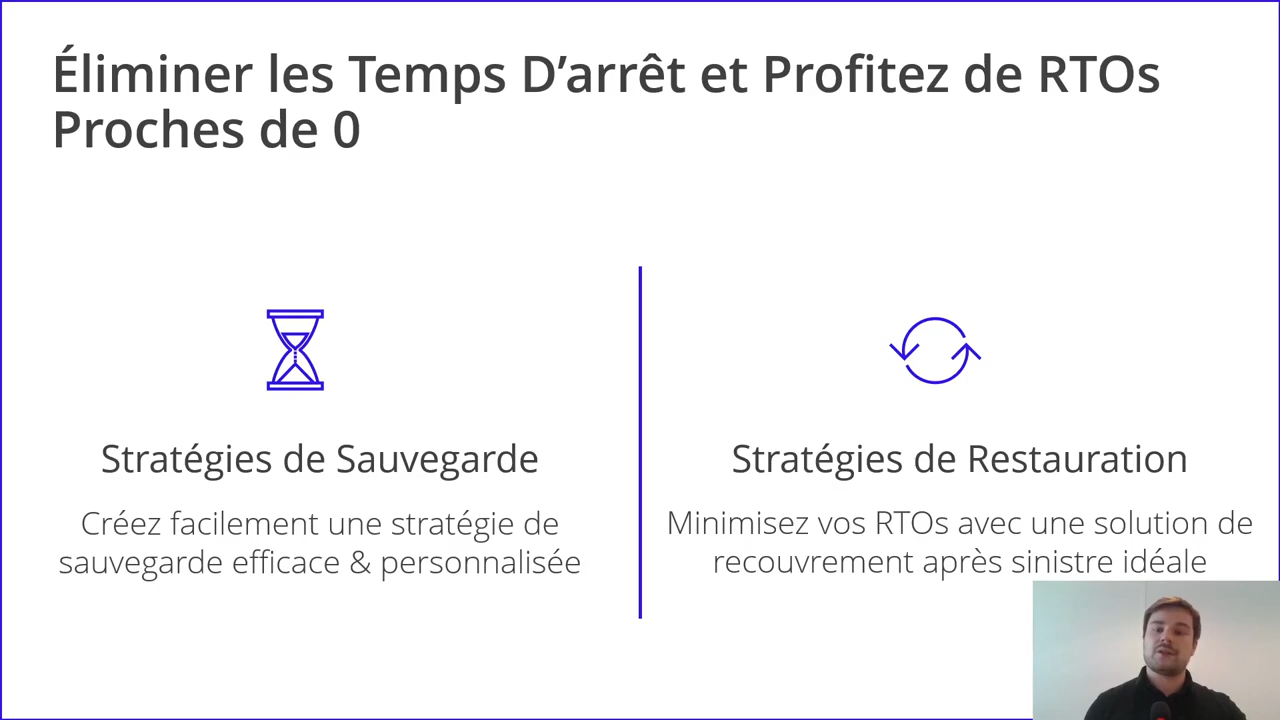 Éliminer les Temps D’arrêt et Profitez de RTOs
Proches de 0
Stratégies de Sauvegarde
Créez facilement une stratégie de
sauvegarde efficace & personnalisée
Stratégies de Restauration
Minimisez vos RTOs avec une solution de
recouvrement après sinistre idéale